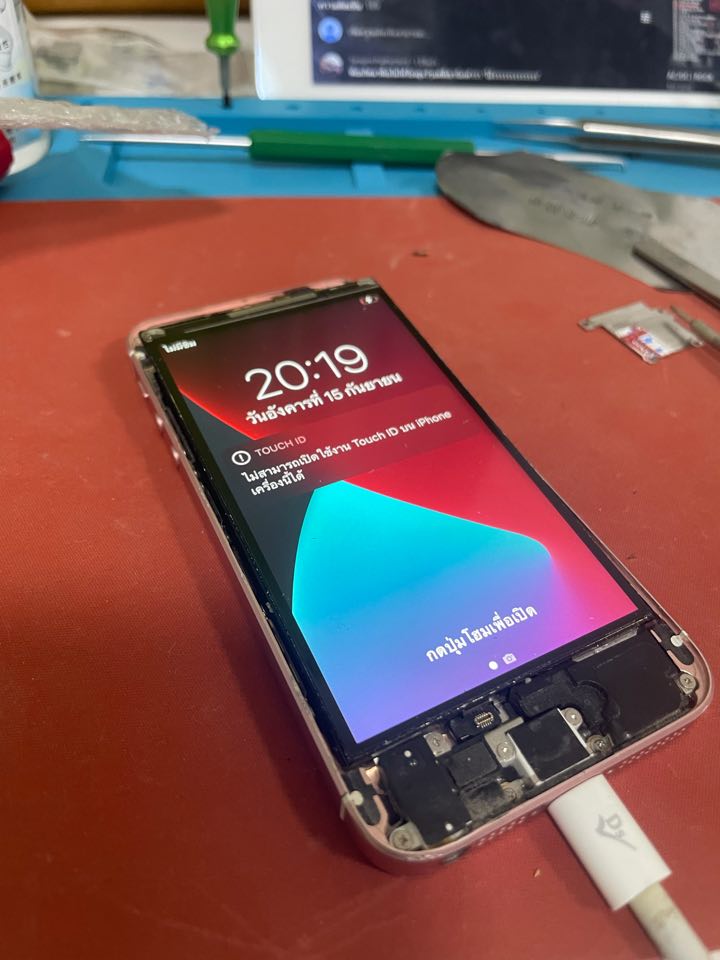 ไม่มีซิม
20:19
วันอังคารที่ 15 กันยายน
TOUCH ID
ไม่สามารถเปิดใช้งาน Touch ID บน iPhone
เครื่องนี้ได้
กดปุ่มโฮมเพื่อเปิด